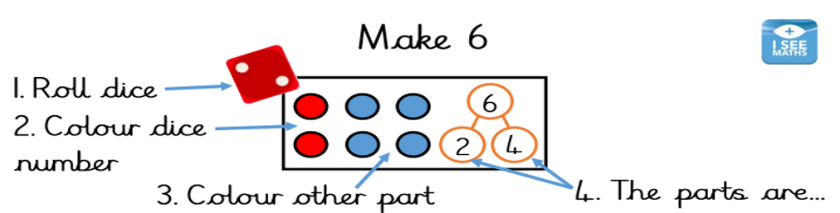 Make 6
I SEE
MATHS
1. Roll dice
2. Colour dice
number
3. Colour other part
4. The parts are...
6
2 4